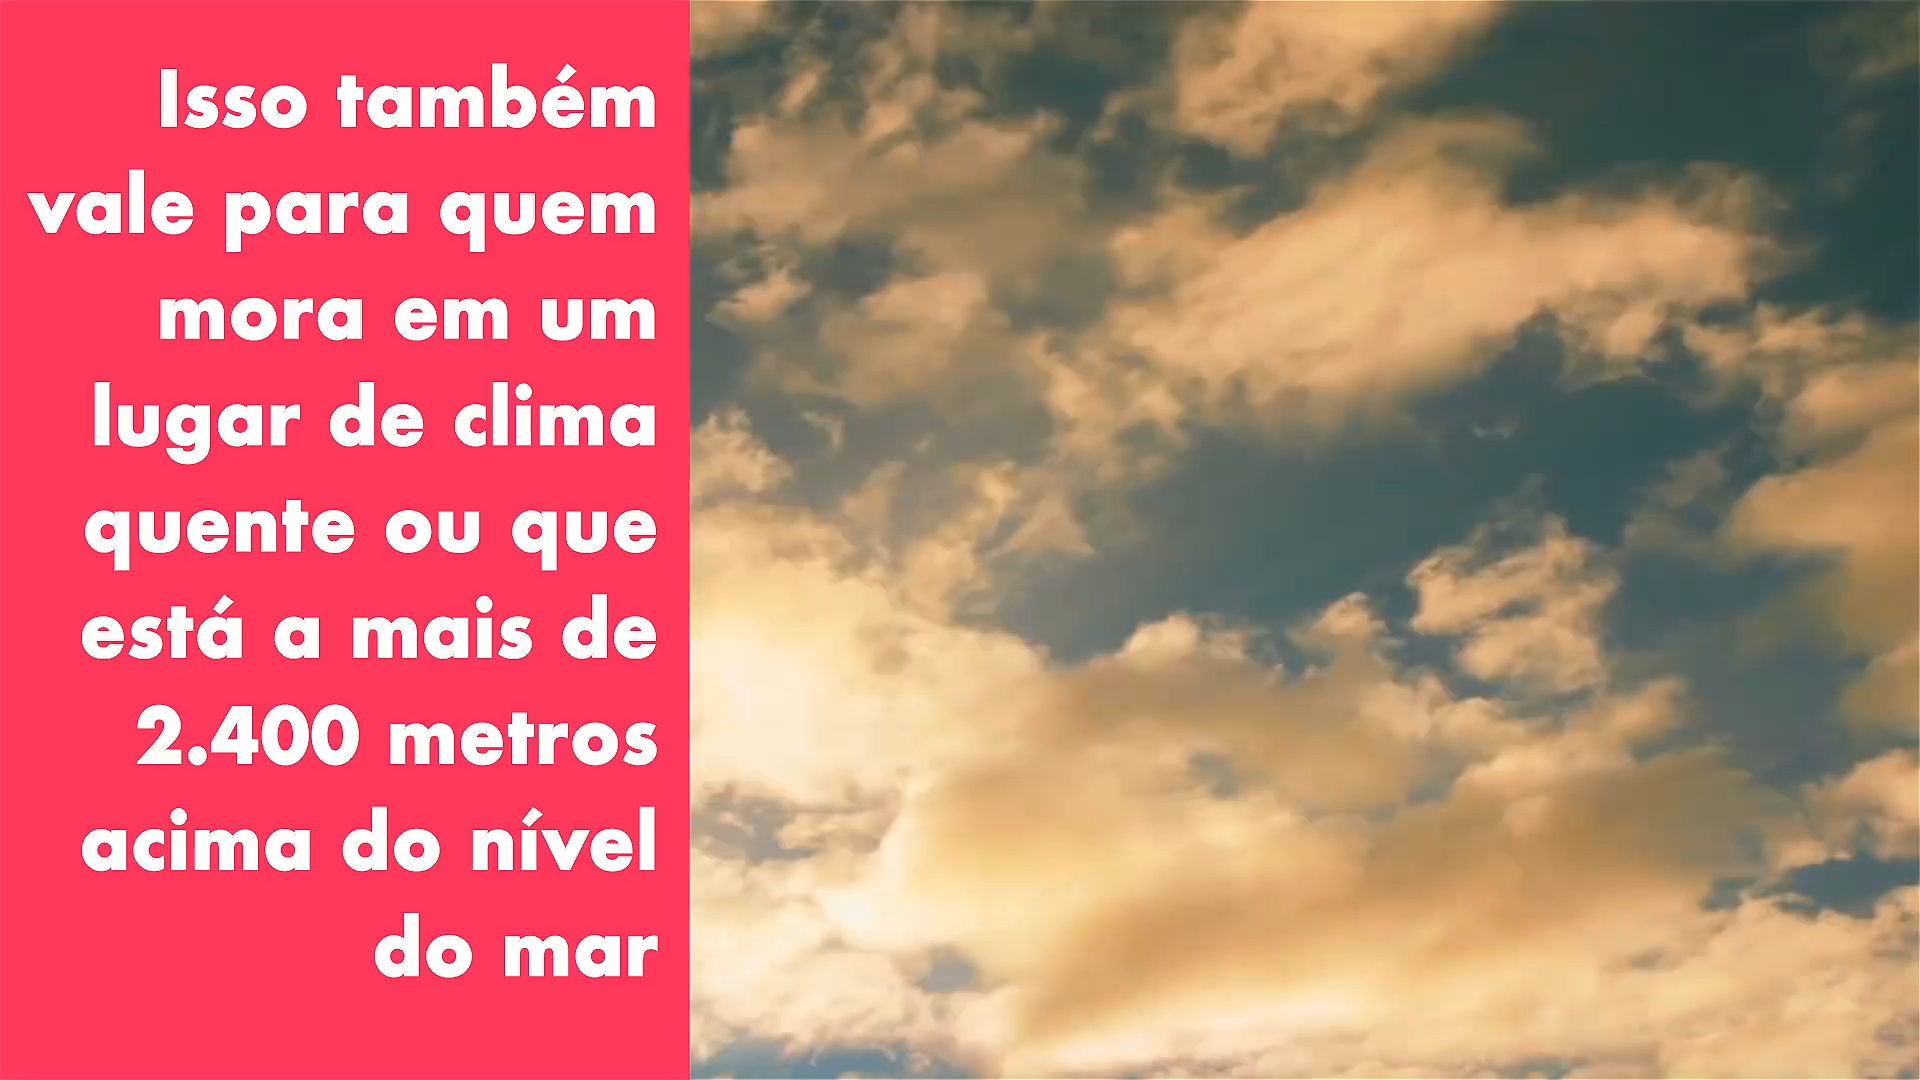 Isso também
vale para quem
mora em um
lugar de clima
quente ou que
está a mais de
2.400 metros
acima do nível
do mar